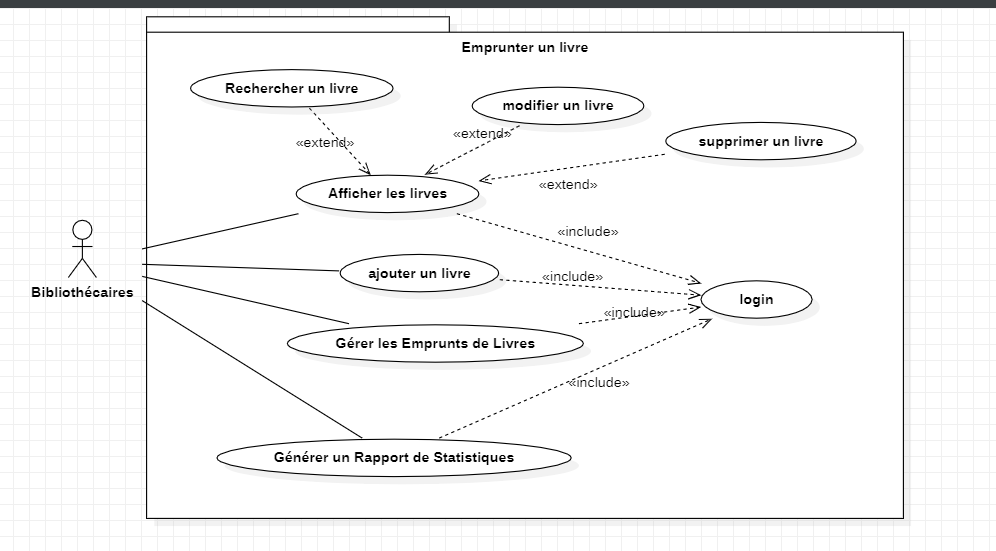 Emprunter un livre
Rechercher un livre
modifier un livre
«extend»
«extend»
supprimer un livre
«extend»
Afficher les lirves
«include»
ajouter un livre
«include»
Bibliothécaires
login
«include»
Gérer les Emprunts de Livres
«include»
Générer un Rapport de Statistiques